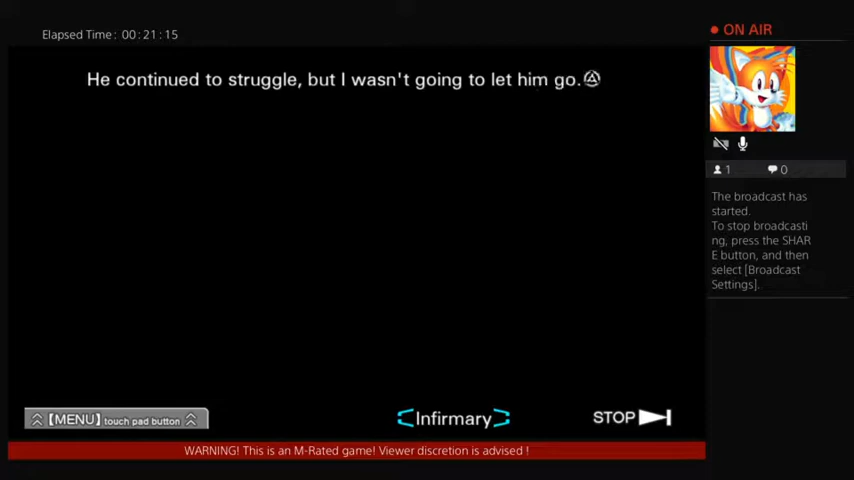 Elapsed Time : 00:21:15
ON AIR
He continued to struggle, but I wasn't going to let him go.
1
0
The broadcast has
started.
To stop broadcasti
ng, press the SHAR
E button, and then
select [Broadcast
Settings].
【MENU】touch pad button
Infirmary
STOP
WARNING! This is an M-Rated game! Viewer discretion is advised !